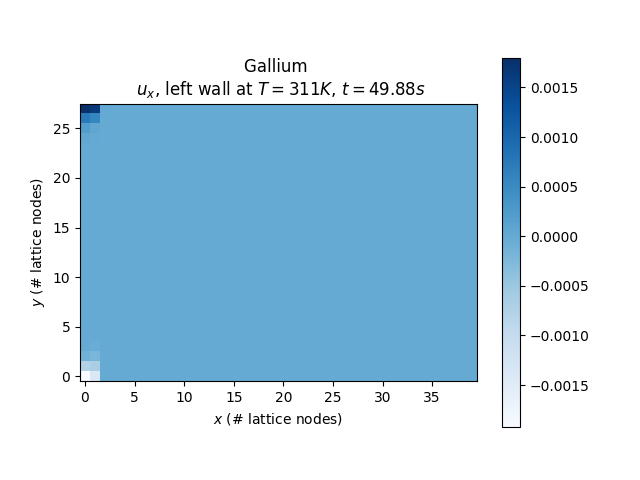 Gallium
u_x, left wall at T = 311K, t = 49.88s
25
20
15
10
5
0
y (# lattice nodes)
0 5 10 15 20 25 30 35
x (# lattice nodes)
0.0015
0.0010
0.0005
0.0000
−0.0005
−0.0010
−0.0015